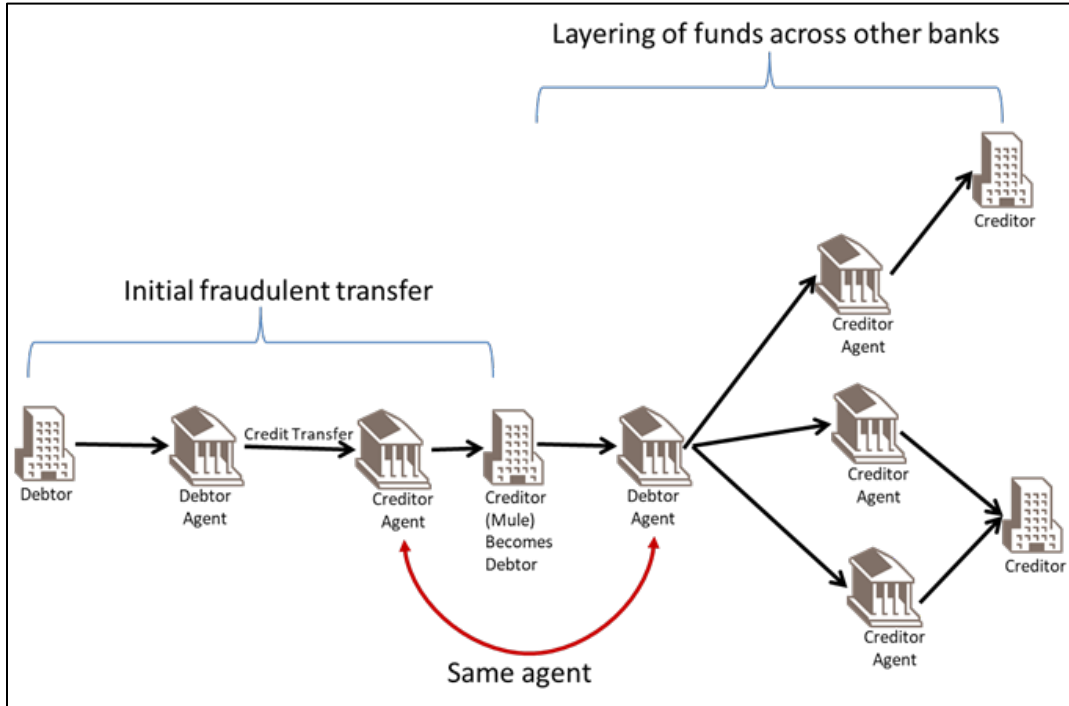 Layering of funds across other banks
Creditor
Initial fraudulent transfer
Creditor
Agent
Debtor
Debtor
Agent
Credit Transfer
Creditor
Agent
Creditor
(Mule)
Becomes
Debtor
Debtor
Agent
Creditor
Agent
Creditor
Creditor
Agent
Same agent